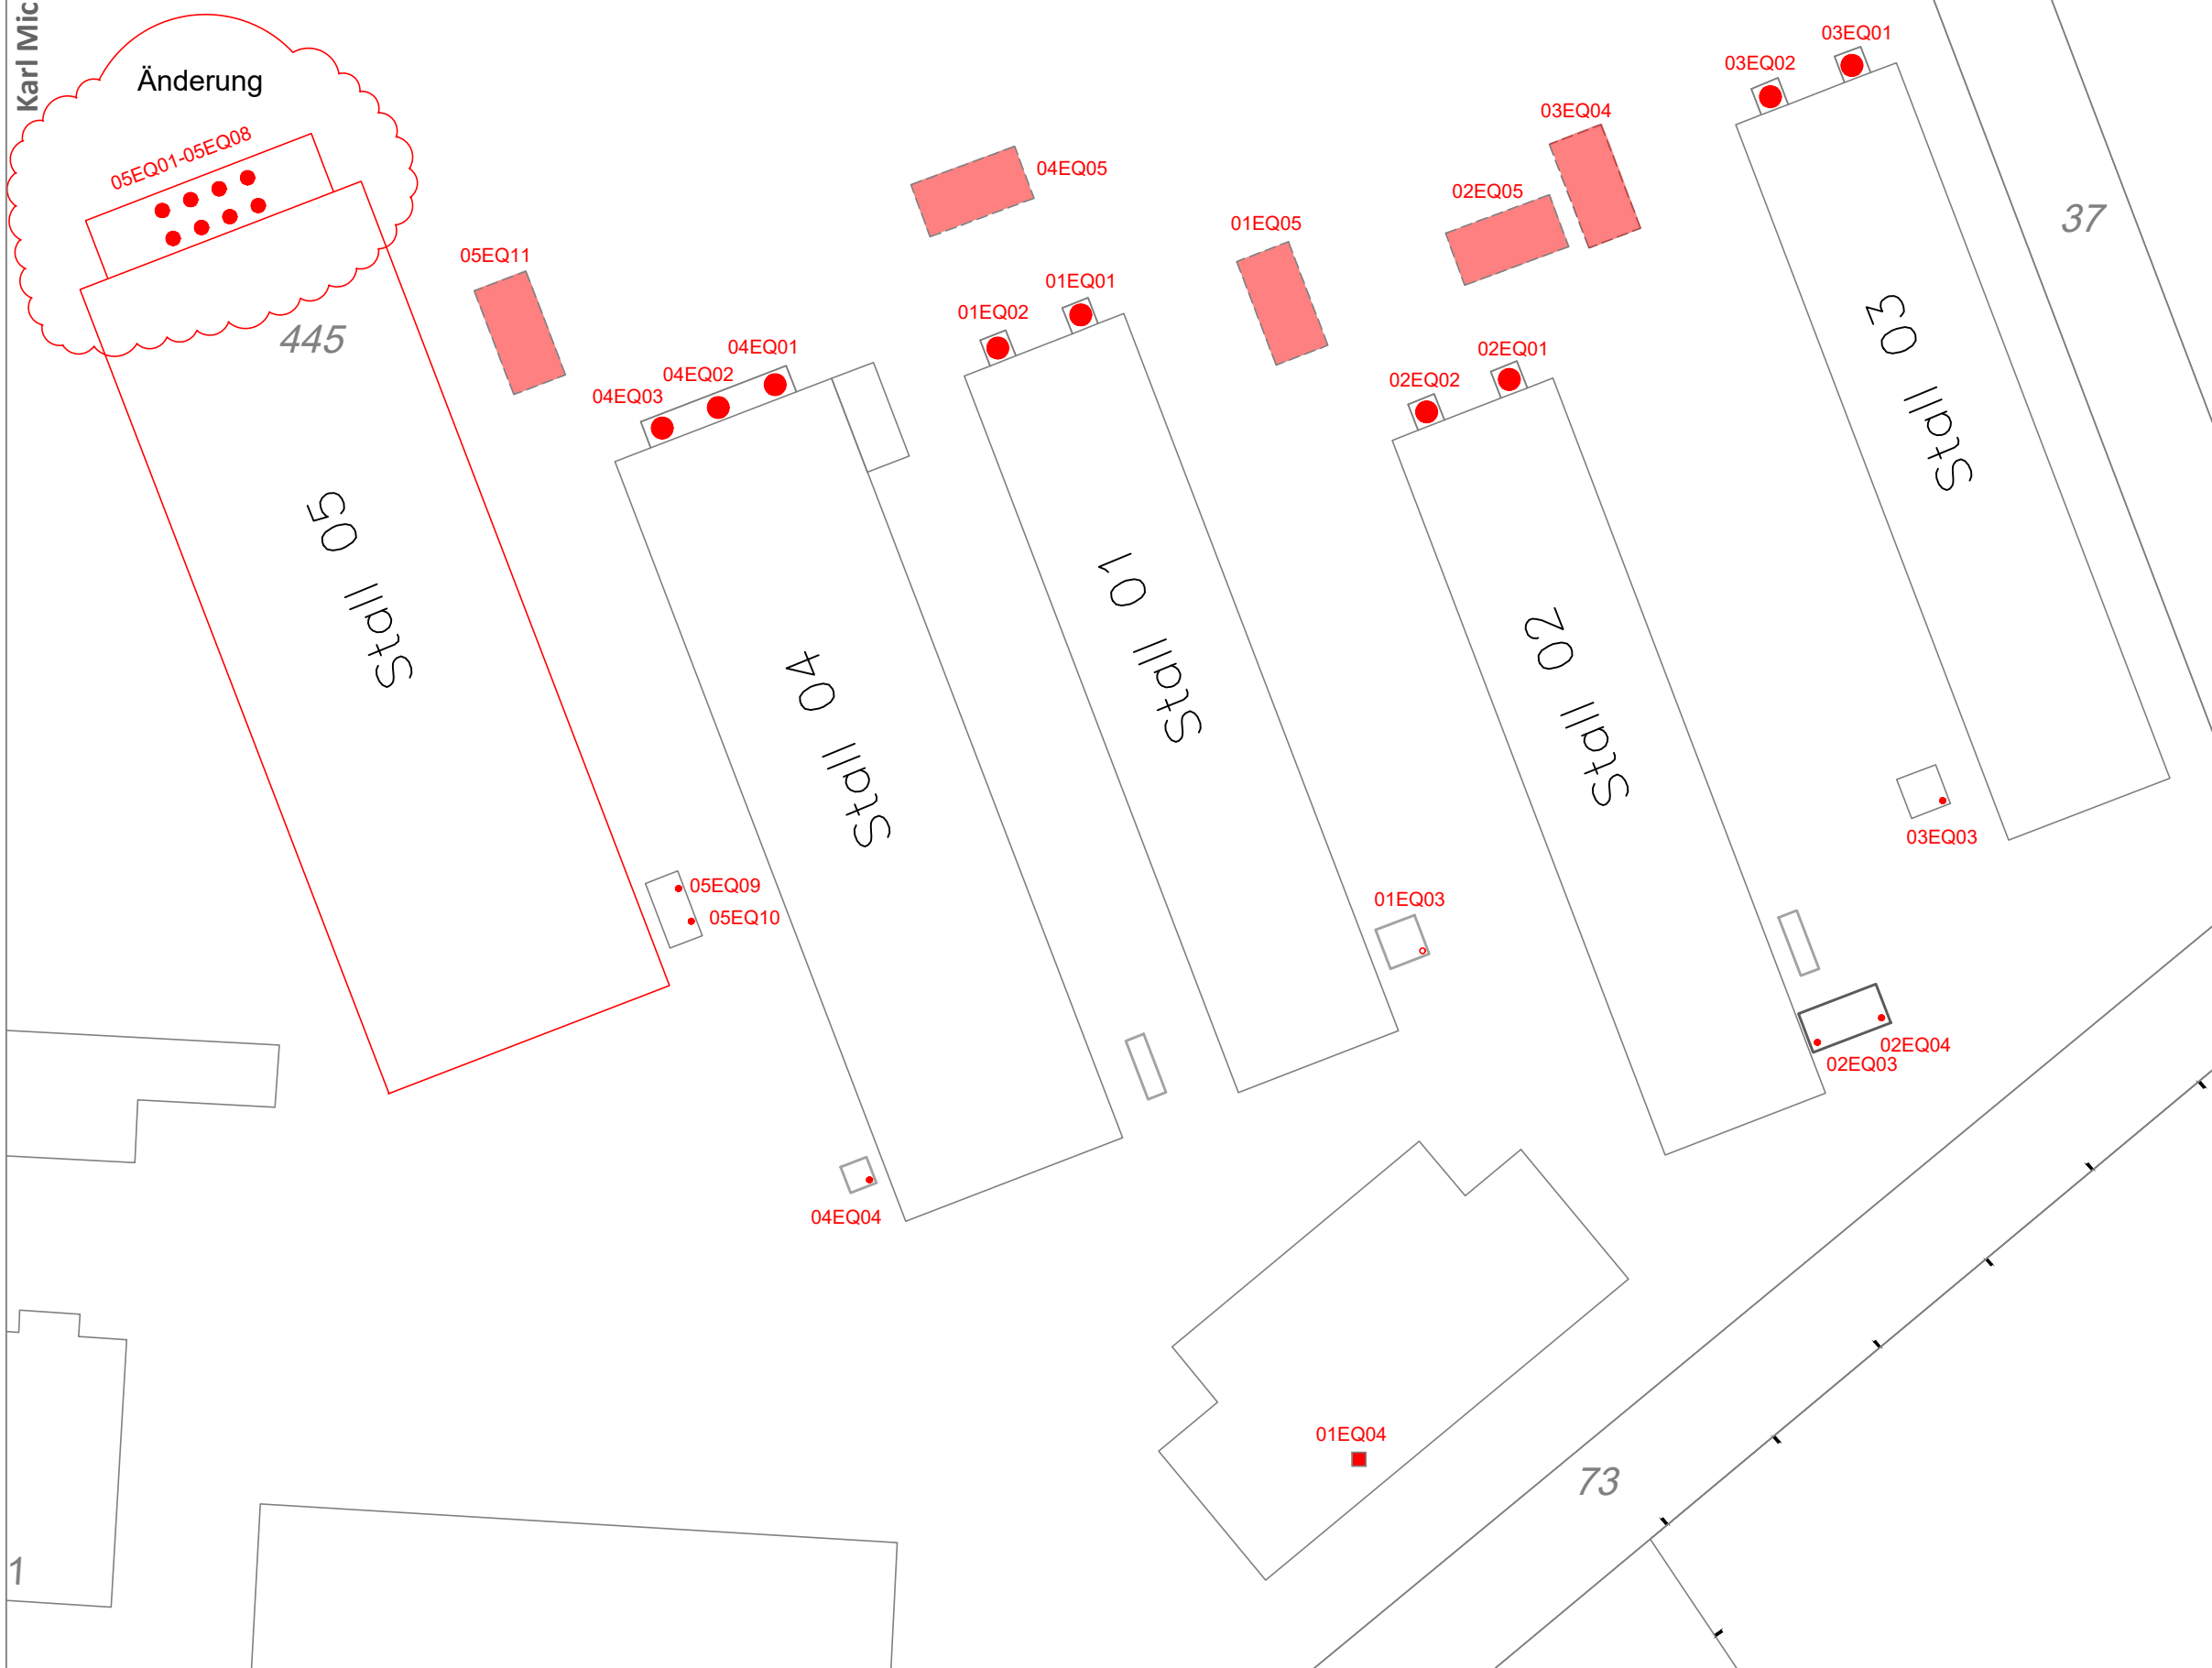 Karl Mic
Änderung
05EQ01-05EQ08
445
05EQ11
04EQ05
04EQ03
04EQ02
04EQ01
01EQ02
01EQ01
01EQ05
02EQ05
03EQ04
03EQ02
03EQ01
37
02EQ02
02EQ01
Stall 05
Stall 04
Stall 01
Stall 02
Stall 03
05EQ09
05EQ10
01EQ03
03EQ03
02EQ04
02EQ03
04EQ04
01EQ04
73
1